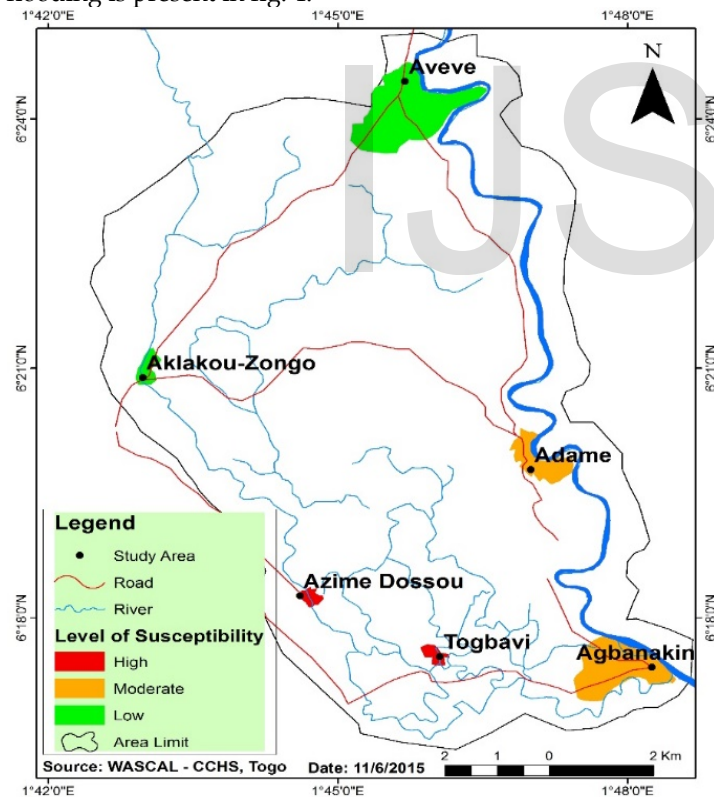 flooding is present in fig. 4.
1°42'0"E 1°45'0"E 1°48'0"E
IJS
N
Aveve
6°24'0"N 6°24'0"N
6°21'0"N 6°21'0"N
Aklakou-Zongo
Adame
Legend
Study Area
Road
River
Level of Susceptibility
High
Moderate
Low
Area Limit
Azime Dossou
6°18'0"N 6°18'0"N
Togbavi
Agbanakin
2 1 0 2 Km
Source: WASCAL - CCHS, Togo Date: 11/6/2015
1°42'0"E 1°45'0"E 1°48'0"E